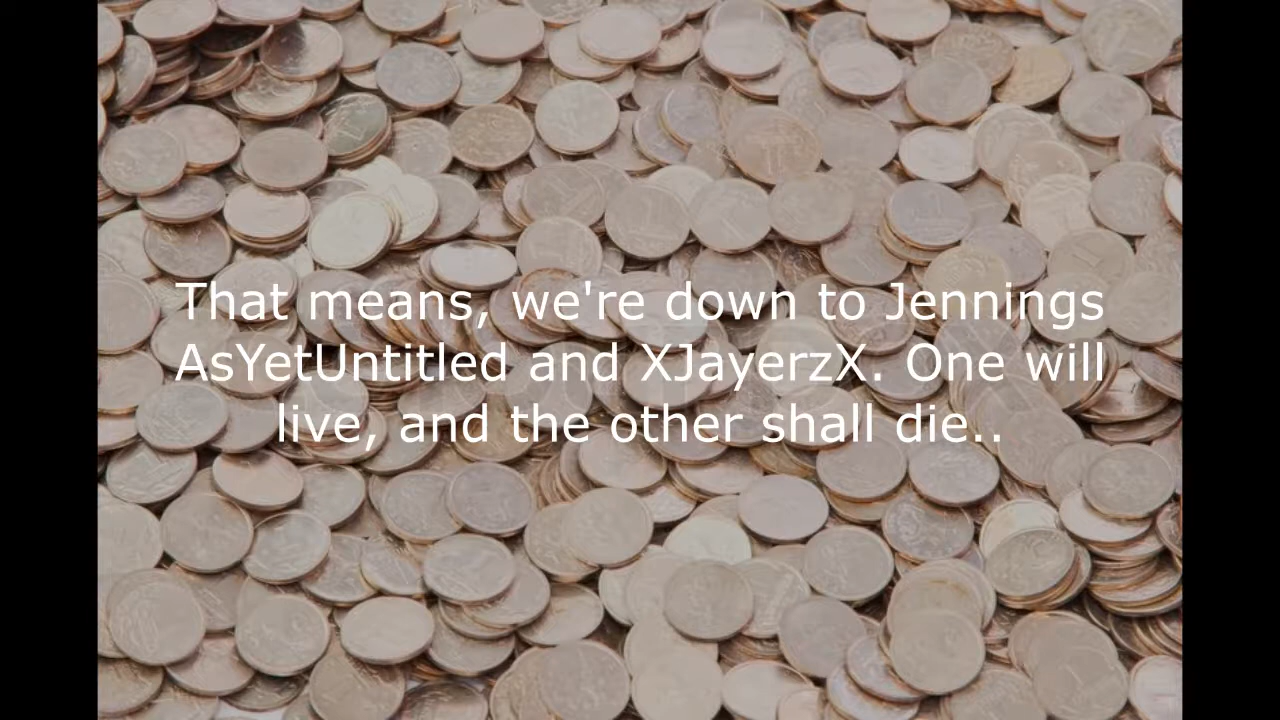 That means, we're down to Jennings
AsYetUntitled and XJayerzX. One will
live, and the other shall die..